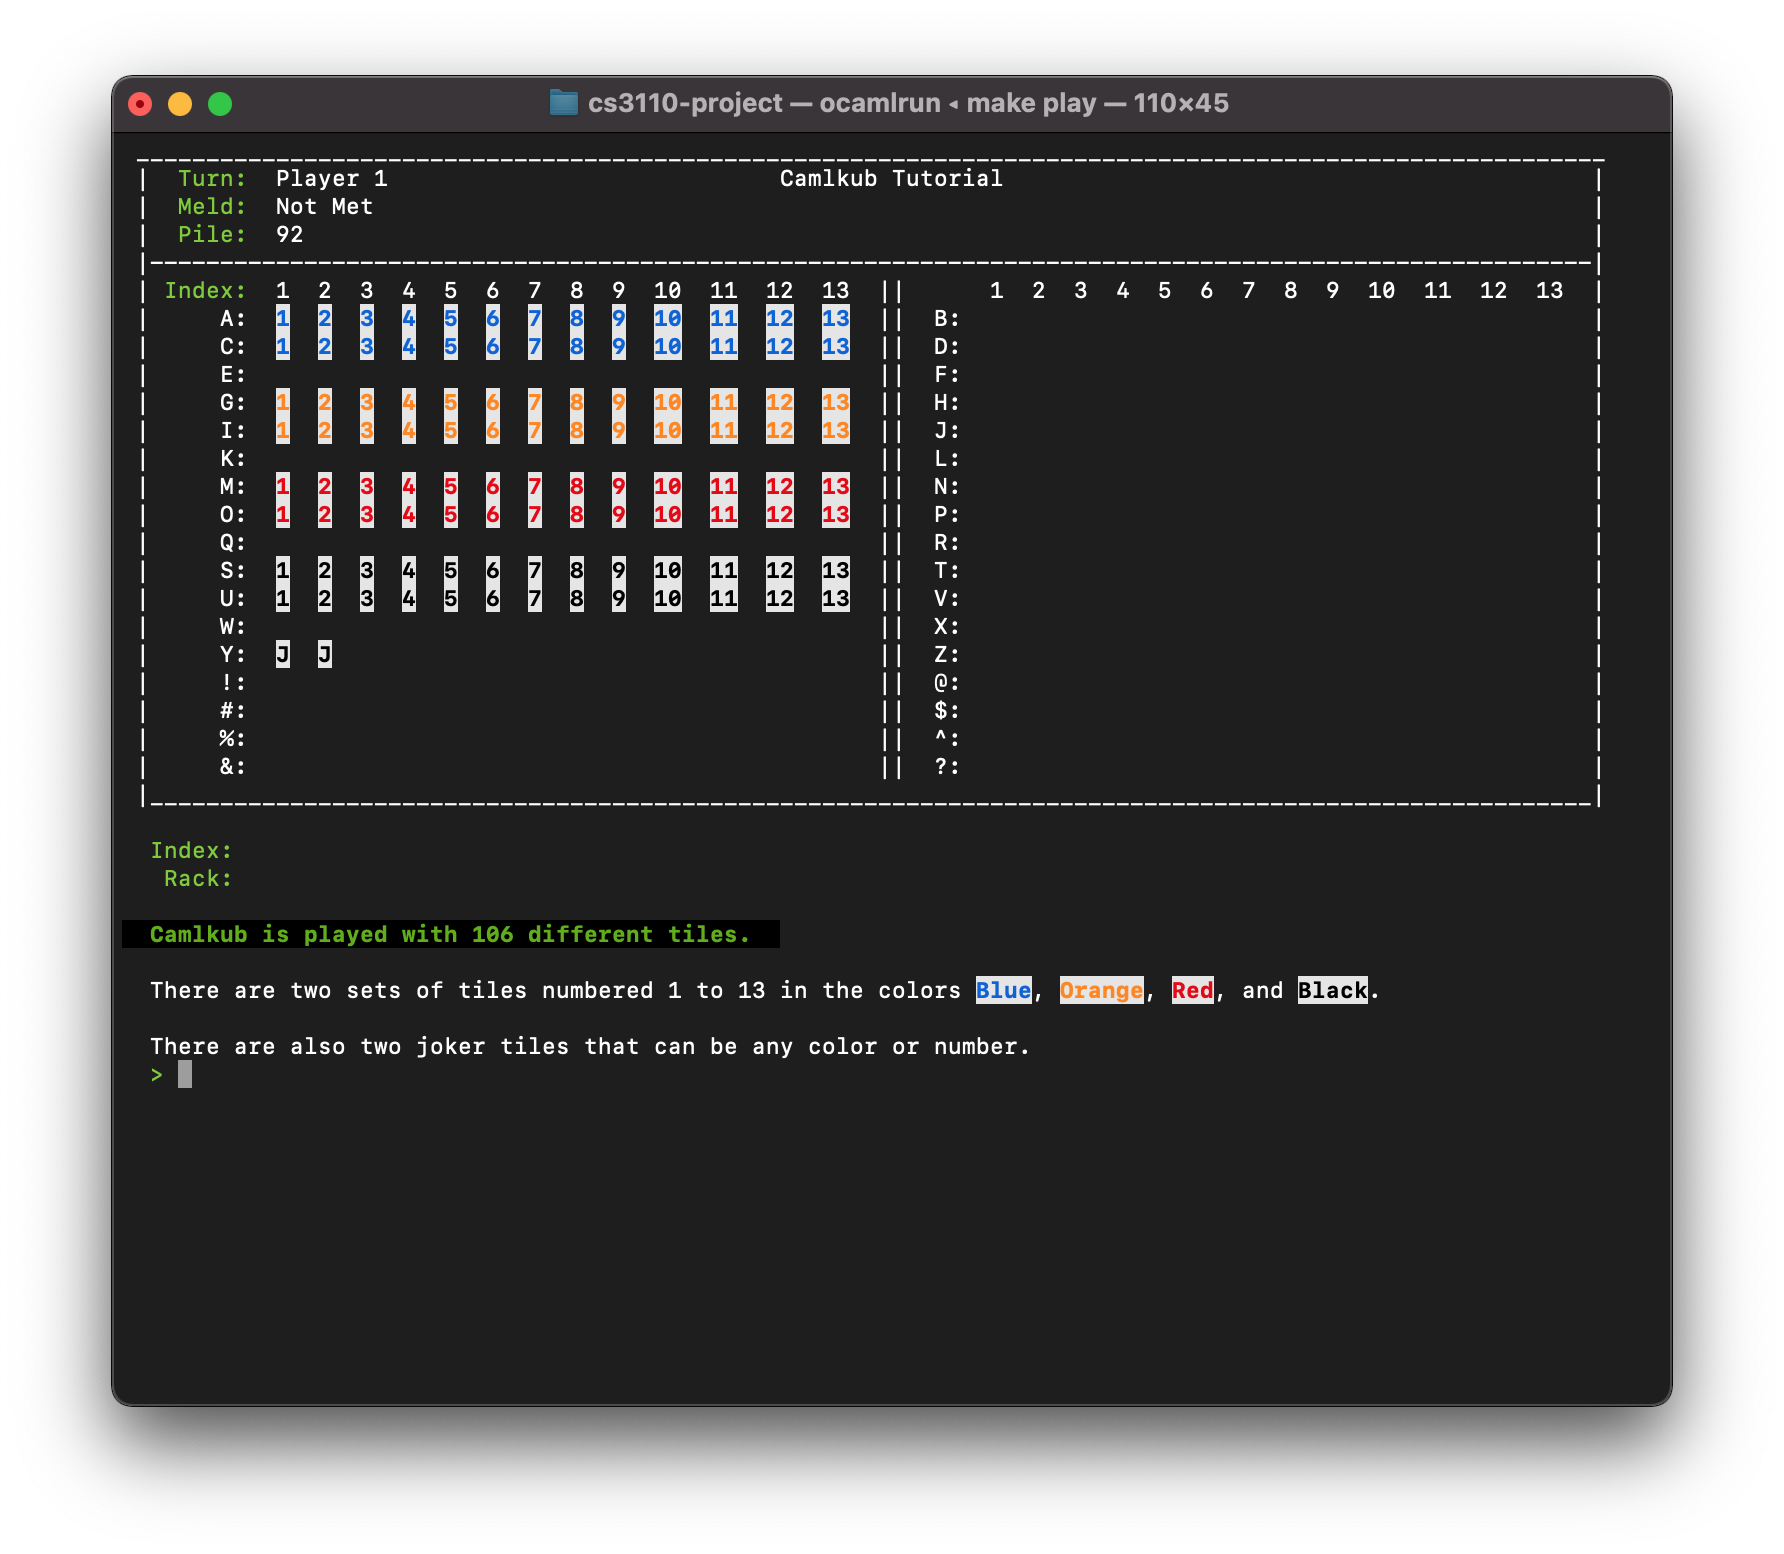 cs3110-project — ocamlrun ◂ make play — 110×45
Turn: Player 1 Camlkub Tutorial
Meld: Not Met
Pile: 92
Index: 1 2 3 4 5 6 7 8 9 10 11 12 13 || 1 2 3 4 5 6 7 8 9 10 11 12 13
A: 1 2 3 4 5 6 7 8 9 10 11 12 13 || B:
C: 1 2 3 4 5 6 7 8 9 10 11 12 13 || D:
E: || F:
G: 1 2 3 4 5 6 7 8 9 10 11 12 13 || H:
I: 1 2 3 4 5 6 7 8 9 10 11 12 13 || J:
K: || L:
M: 1 2 3 4 5 6 7 8 9 10 11 12 13 || N:
O: 1 2 3 4 5 6 7 8 9 10 11 12 13 || P:
Q: || R:
S: 1 2 3 4 5 6 7 8 9 10 11 12 13 || T:
U: 1 2 3 4 5 6 7 8 9 10 11 12 13 || V:
W: || X:
Y: J J || Z:
!: || @:
#: || $:
%: || ^:
&: || ?:
Index:
Rack:
Camlkub is played with 106 different tiles.
There are two sets of tiles numbered 1 to 13 in the colors Blue, Orange, Red, and Black.
There are also two joker tiles that can be any color or number.
>